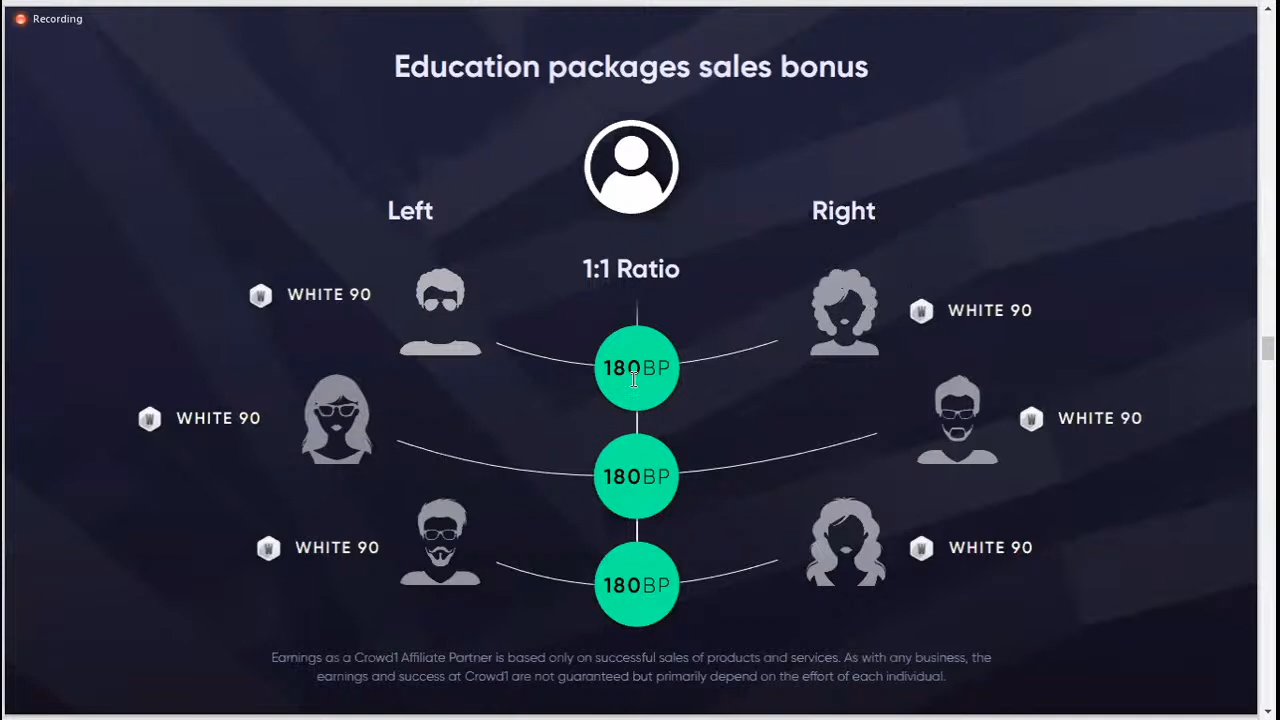 Recording
Education packages sales bonus
Left
Right
1:1 Ratio
W WHITE 90
W WHITE 90
180BP
W WHITE 90
W WHITE 90
180BP
W WHITE 90
W WHITE 90
180BP
Earnings as a Crowd1 Affiliate Partner is based only on successful sales of products and services. As with any business, the
earnings and success at Crowd1 are not guaranteed but primarily depend on the effort of each individual.